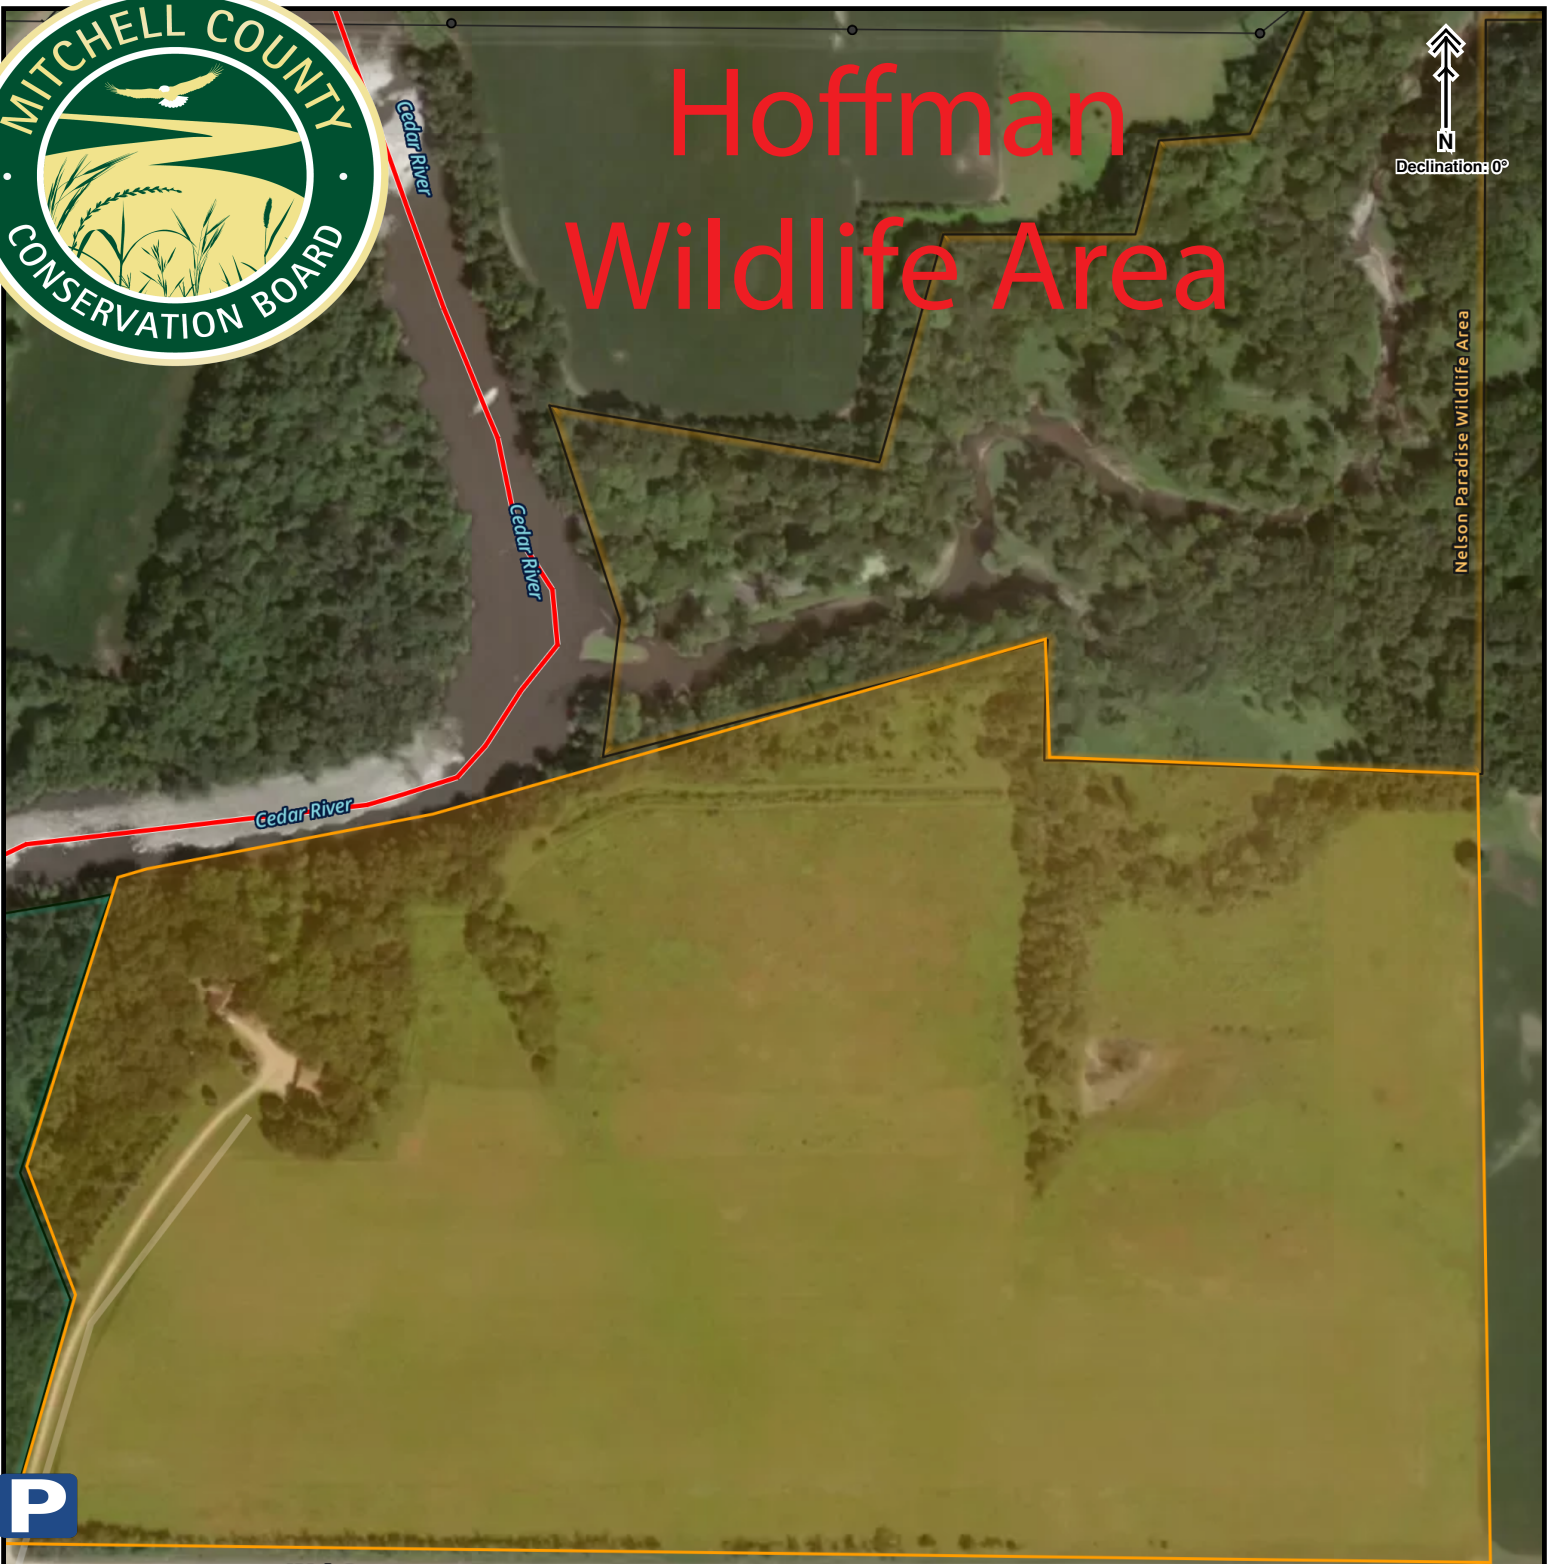 MITCHELL COUNTY
CONSERVATION BOARD
Hoffman
Wildlife Area
N
Declination: 0°
Cedar River
Cedar River
Cedar River
Nelson Paradise Wildlife Area
P